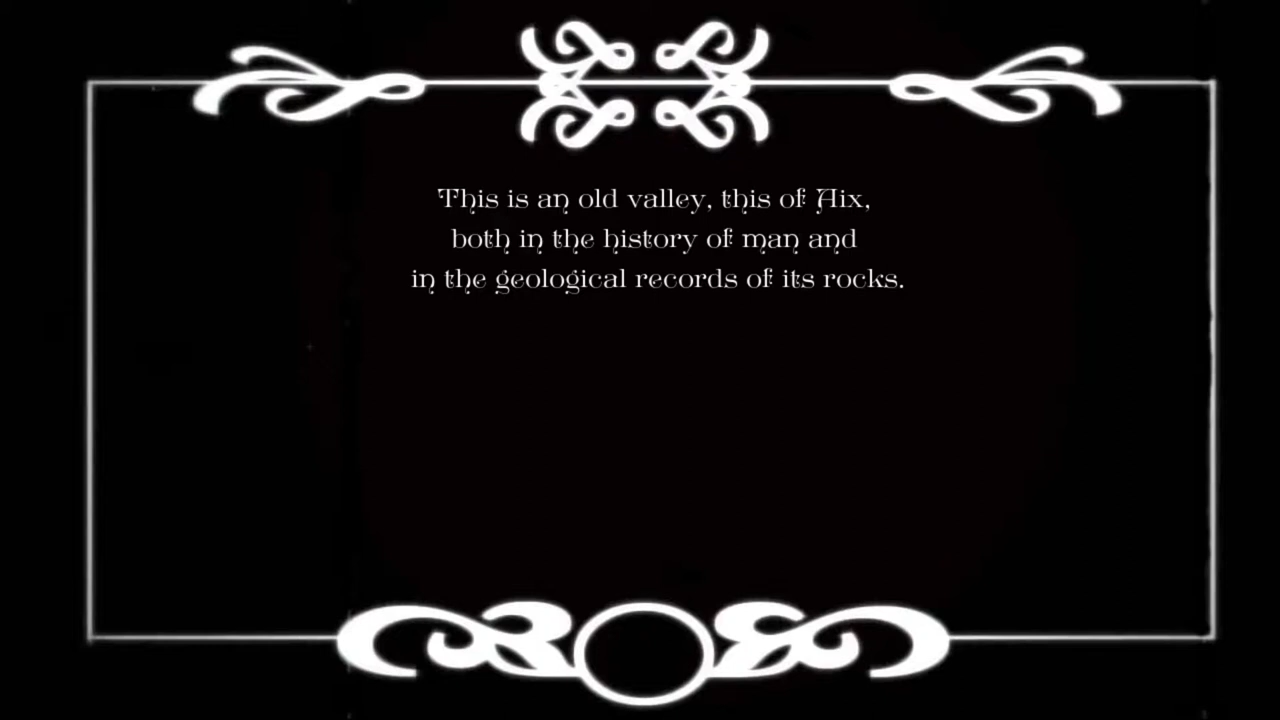 This is an old valley, this of Aix,
both in the history of man and
in the geological records of its rocks.